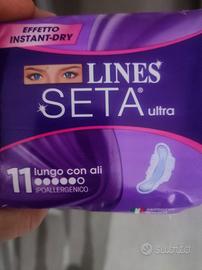 EFFETTO
INSTANT-DRY
LINES
SETA® ultra
11 lungo con ali
IPOALLERGENICO
subito